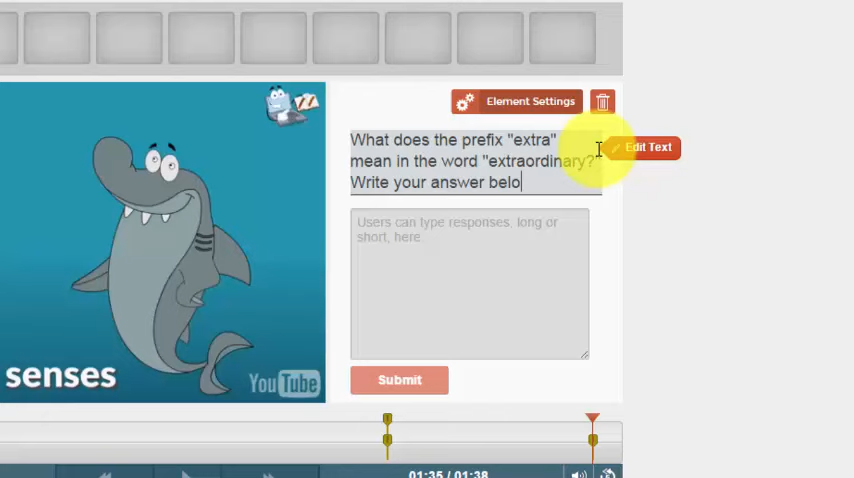 Element Settings
What does the prefix "extra"
mean in the word "extraordinary?
Write your answer belo
Edit Text
Users can type responses, long or
short, here
Submit
senses
YouTube
01:35 / 01:38